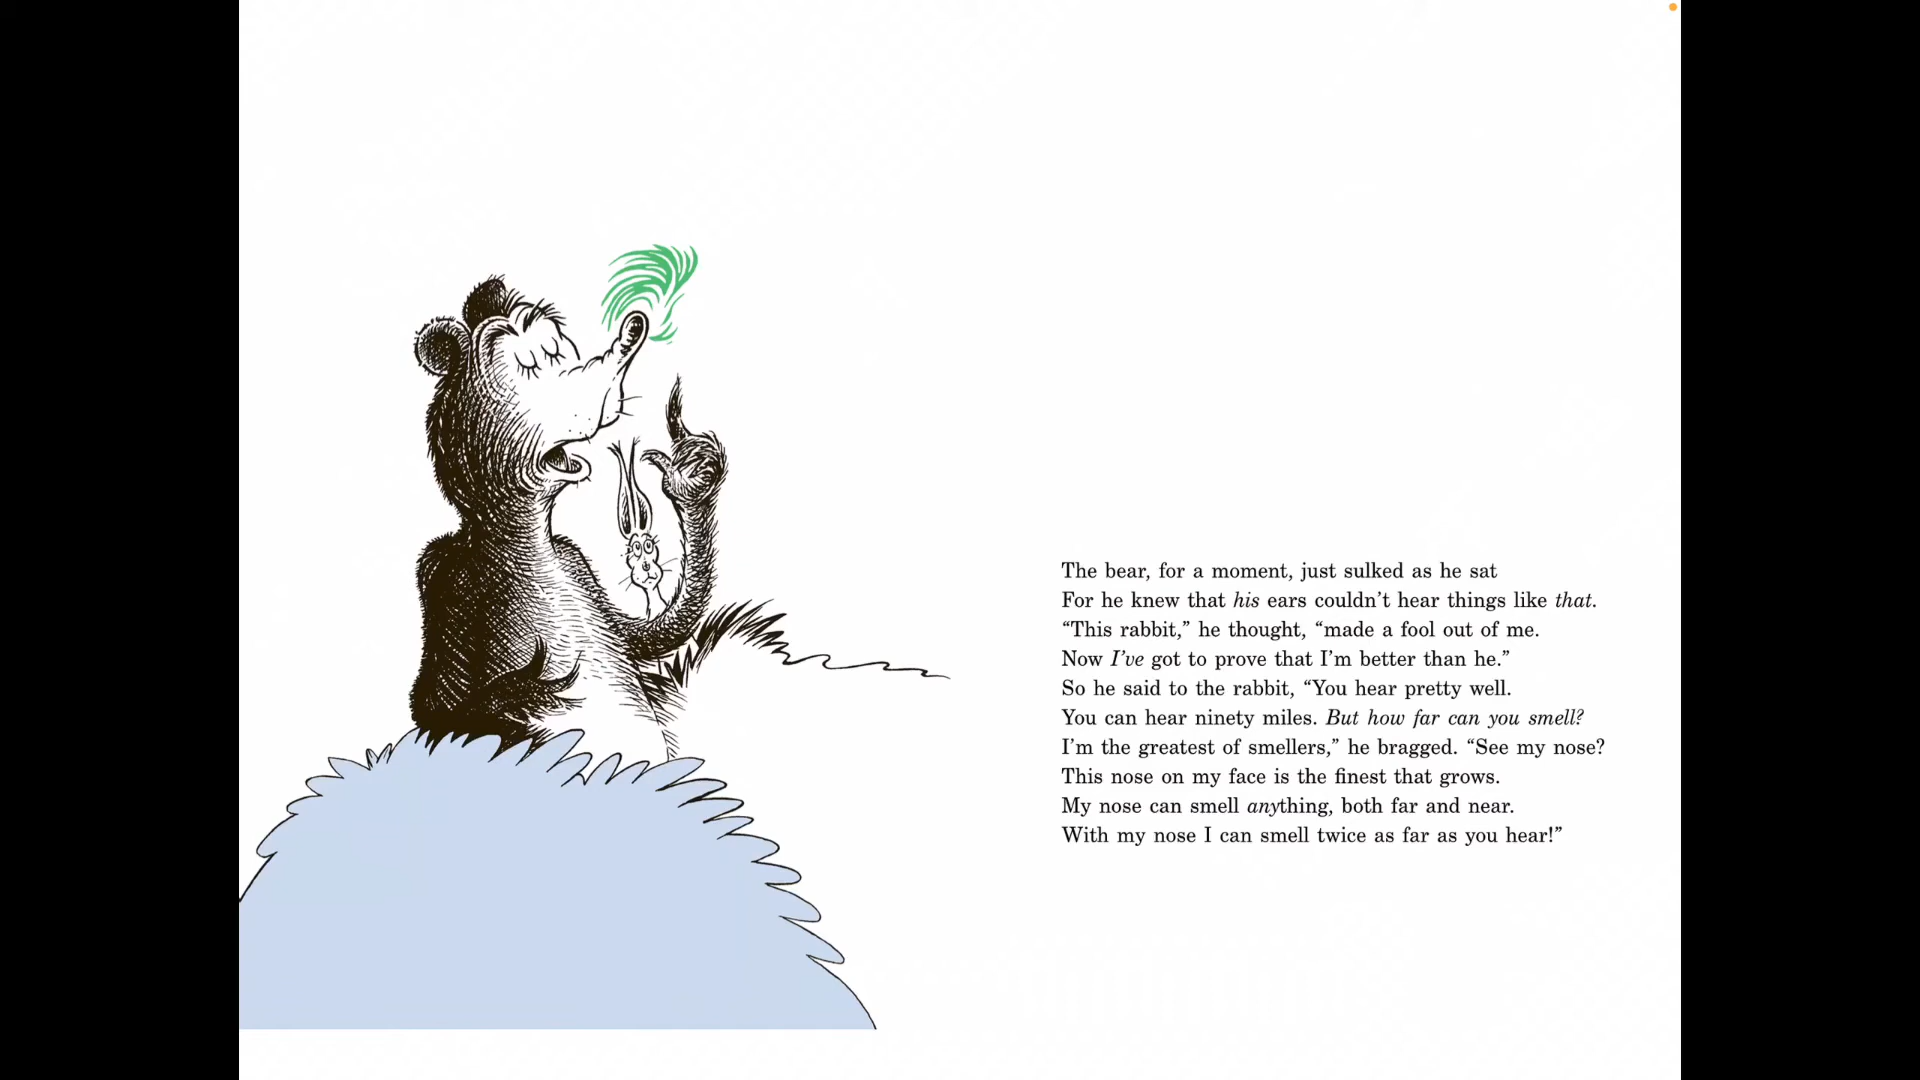 The bear, for a moment, just sulked as he sat
For he knew that his ears couldn’t hear things like that.
“This rabbit,” he thought, “made a fool out of me.
Now I’ve got to prove that I’m better than he.”
So he said to the rabbit, “You hear pretty well.
You can hear ninety miles. But how far can you smell?
I’m the greatest of smellers,” he bragged. “See my nose?
This nose on my face is the finest that grows.
My nose can smell anything, both far and near.
With my nose I can smell twice as far as you hear!”